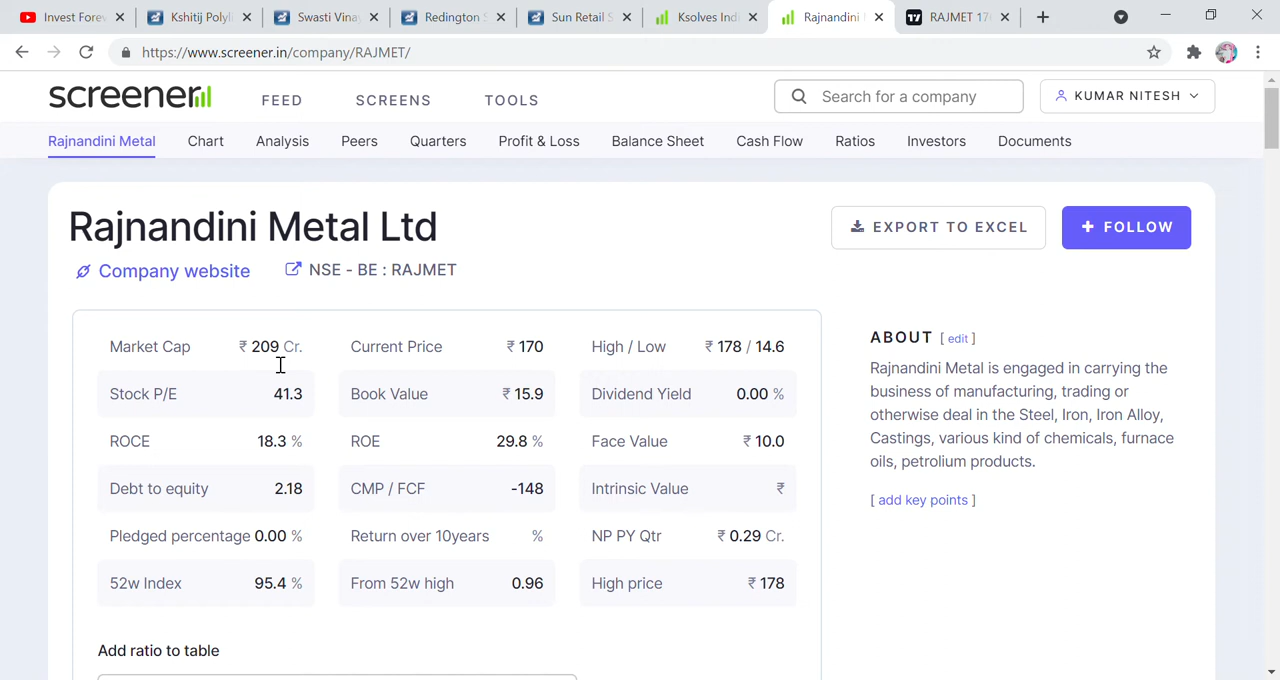 Invest Forev
Kshitij Polyli
Swasti Vina
Redington
Sun Retail S
Ksolves Indi
Rajnandini
RAJMET 17
https://www.screener.in/company/RAJMET/
screener
FEED
SCREENS
TOOLS
Search for a company
KUMAR NITESH
Rajnandini Metal
Chart
Analysis
Peers
Quarters
Profit & Loss
Balance Sheet
Cash Flow
Ratios
Investors
Documents
Rajnandini Metal Ltd
EXPORT TO EXCEL
+ FOLLOW
Company website
NSE - BE : RAJMET
Market Cap ₹ 209 Cr.
Current Price ₹ 170
High / Low ₹ 178 / 14.6
Stock P/E 41.3
Book Value ₹ 15.9
Dividend Yield 0.00 %
ROCE 18.3 %
ROE 29.8 %
Face Value ₹ 10.0
Debt to equity 2.18
CMP / FCF -148
Intrinsic Value ₹
Pledged percentage 0.00 %
Return over 10years %
NP PY Qtr ₹ 0.29 Cr.
52w Index 95.4 %
From 52w high 0.96
High price ₹ 178
Add ratio to table
ABOUT [ edit ]
Rajnandini Metal is engaged in carrying the
business of manufacturing, trading or
otherwise deal in the Steel, Iron, Iron Alloy,
Castings, various kind of chemicals, furnace
oils, petrolium products.
[ add key points ]